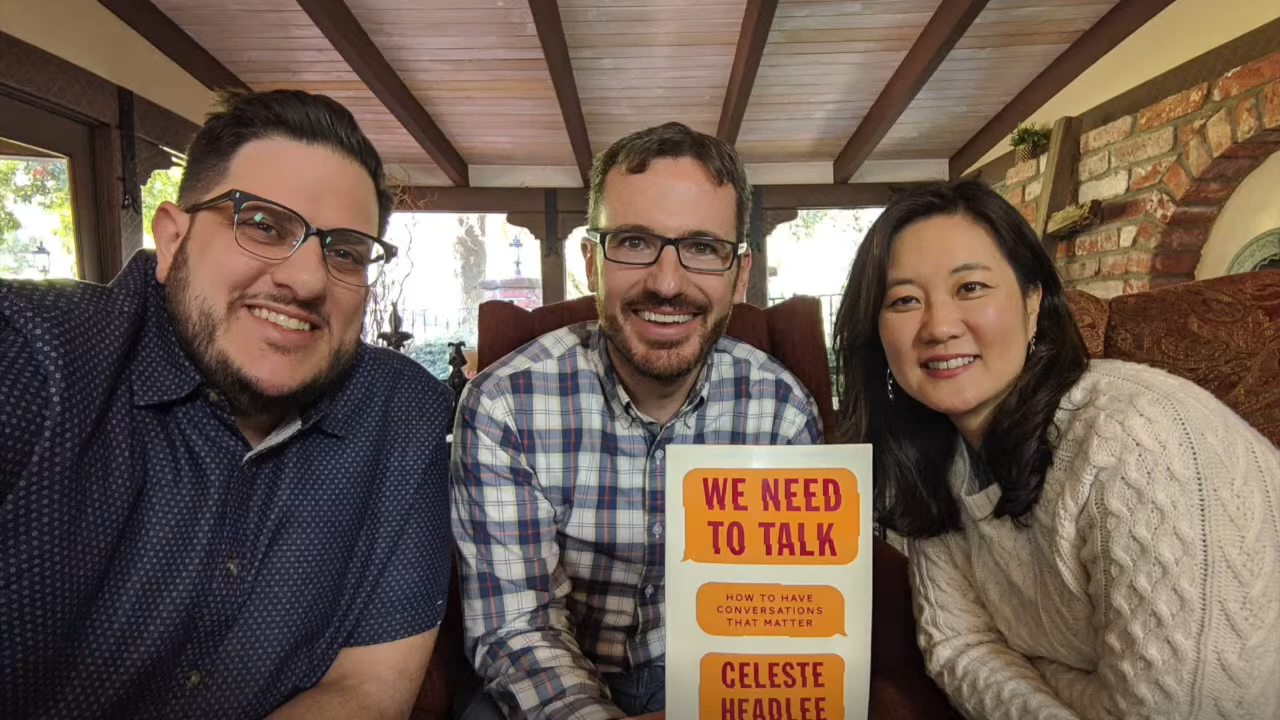 WE NEED
TO TALK
HOW TO HAVE
CONVERSATIONS
THAT MATTER
CELESTE
HEADLEE